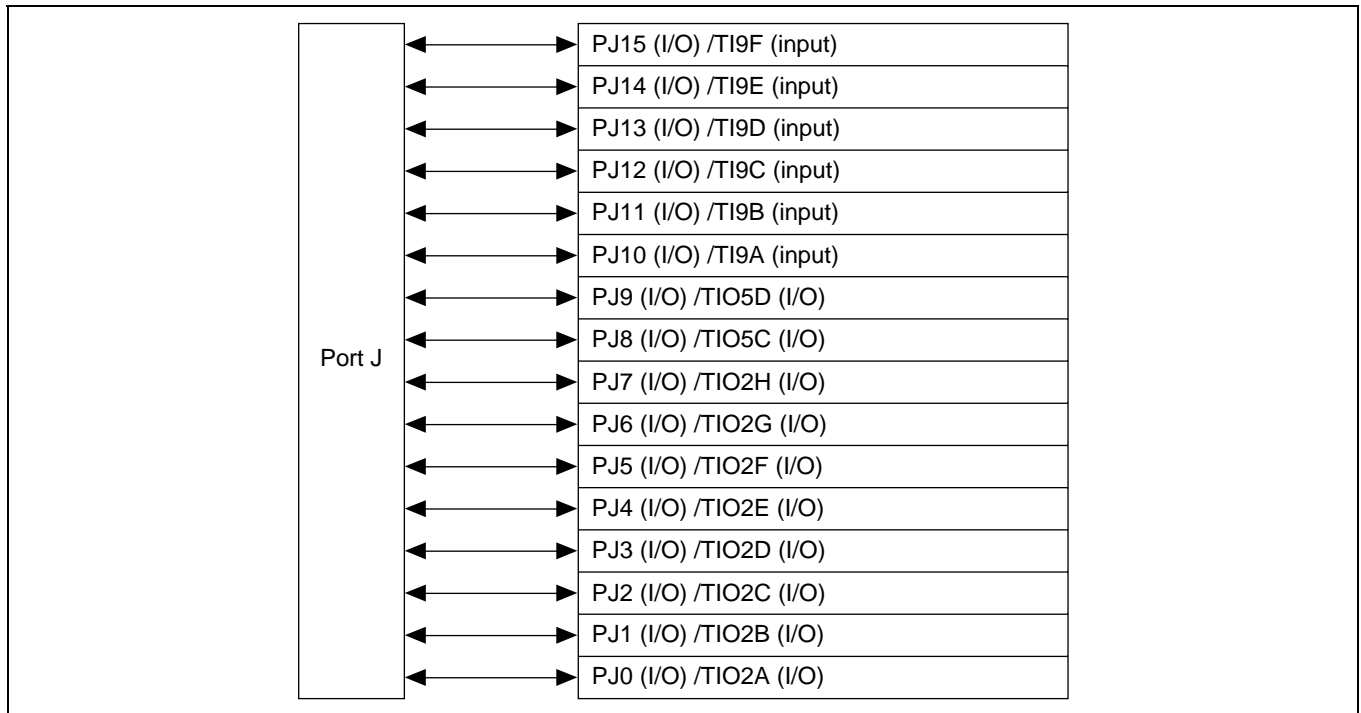 PJ15 (I/O) /TI9F (input)
PJ14 (I/O) /TI9E (input)
PJ13 (I/O) /TI9D (input)
PJ12 (I/O) /TI9C (input)
PJ11 (I/O) /TI9B (input)
PJ10 (I/O) /TI9A (input)
PJ9 (I/O) /TIO5D (I/O)
PJ8 (I/O) /TIO5C (I/O)
Port J
PJ7 (I/O) /TIO2H (I/O)
PJ6 (I/O) /TIO2G (I/O)
PJ5 (I/O) /TIO2F (I/O)
PJ4 (I/O) /TIO2E (I/O)
PJ3 (I/O) /TIO2D (I/O)
PJ2 (I/O) /TIO2C (I/O)
PJ1 (I/O) /TIO2B (I/O)
PJ0 (I/O) /TIO2A (I/O)